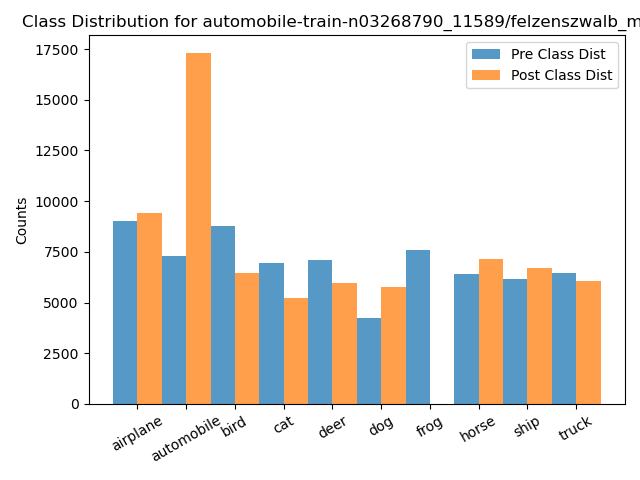 Class Distribution for automobile-train-n03268790_11589/felzenszwalb_m
Pre Class Dist
Post Class Dist
Counts
17500
15000
12500
10000
7500
5000
2500
0
airplane
automobile
bird
cat
deer
dog
frog
horse
ship
truck